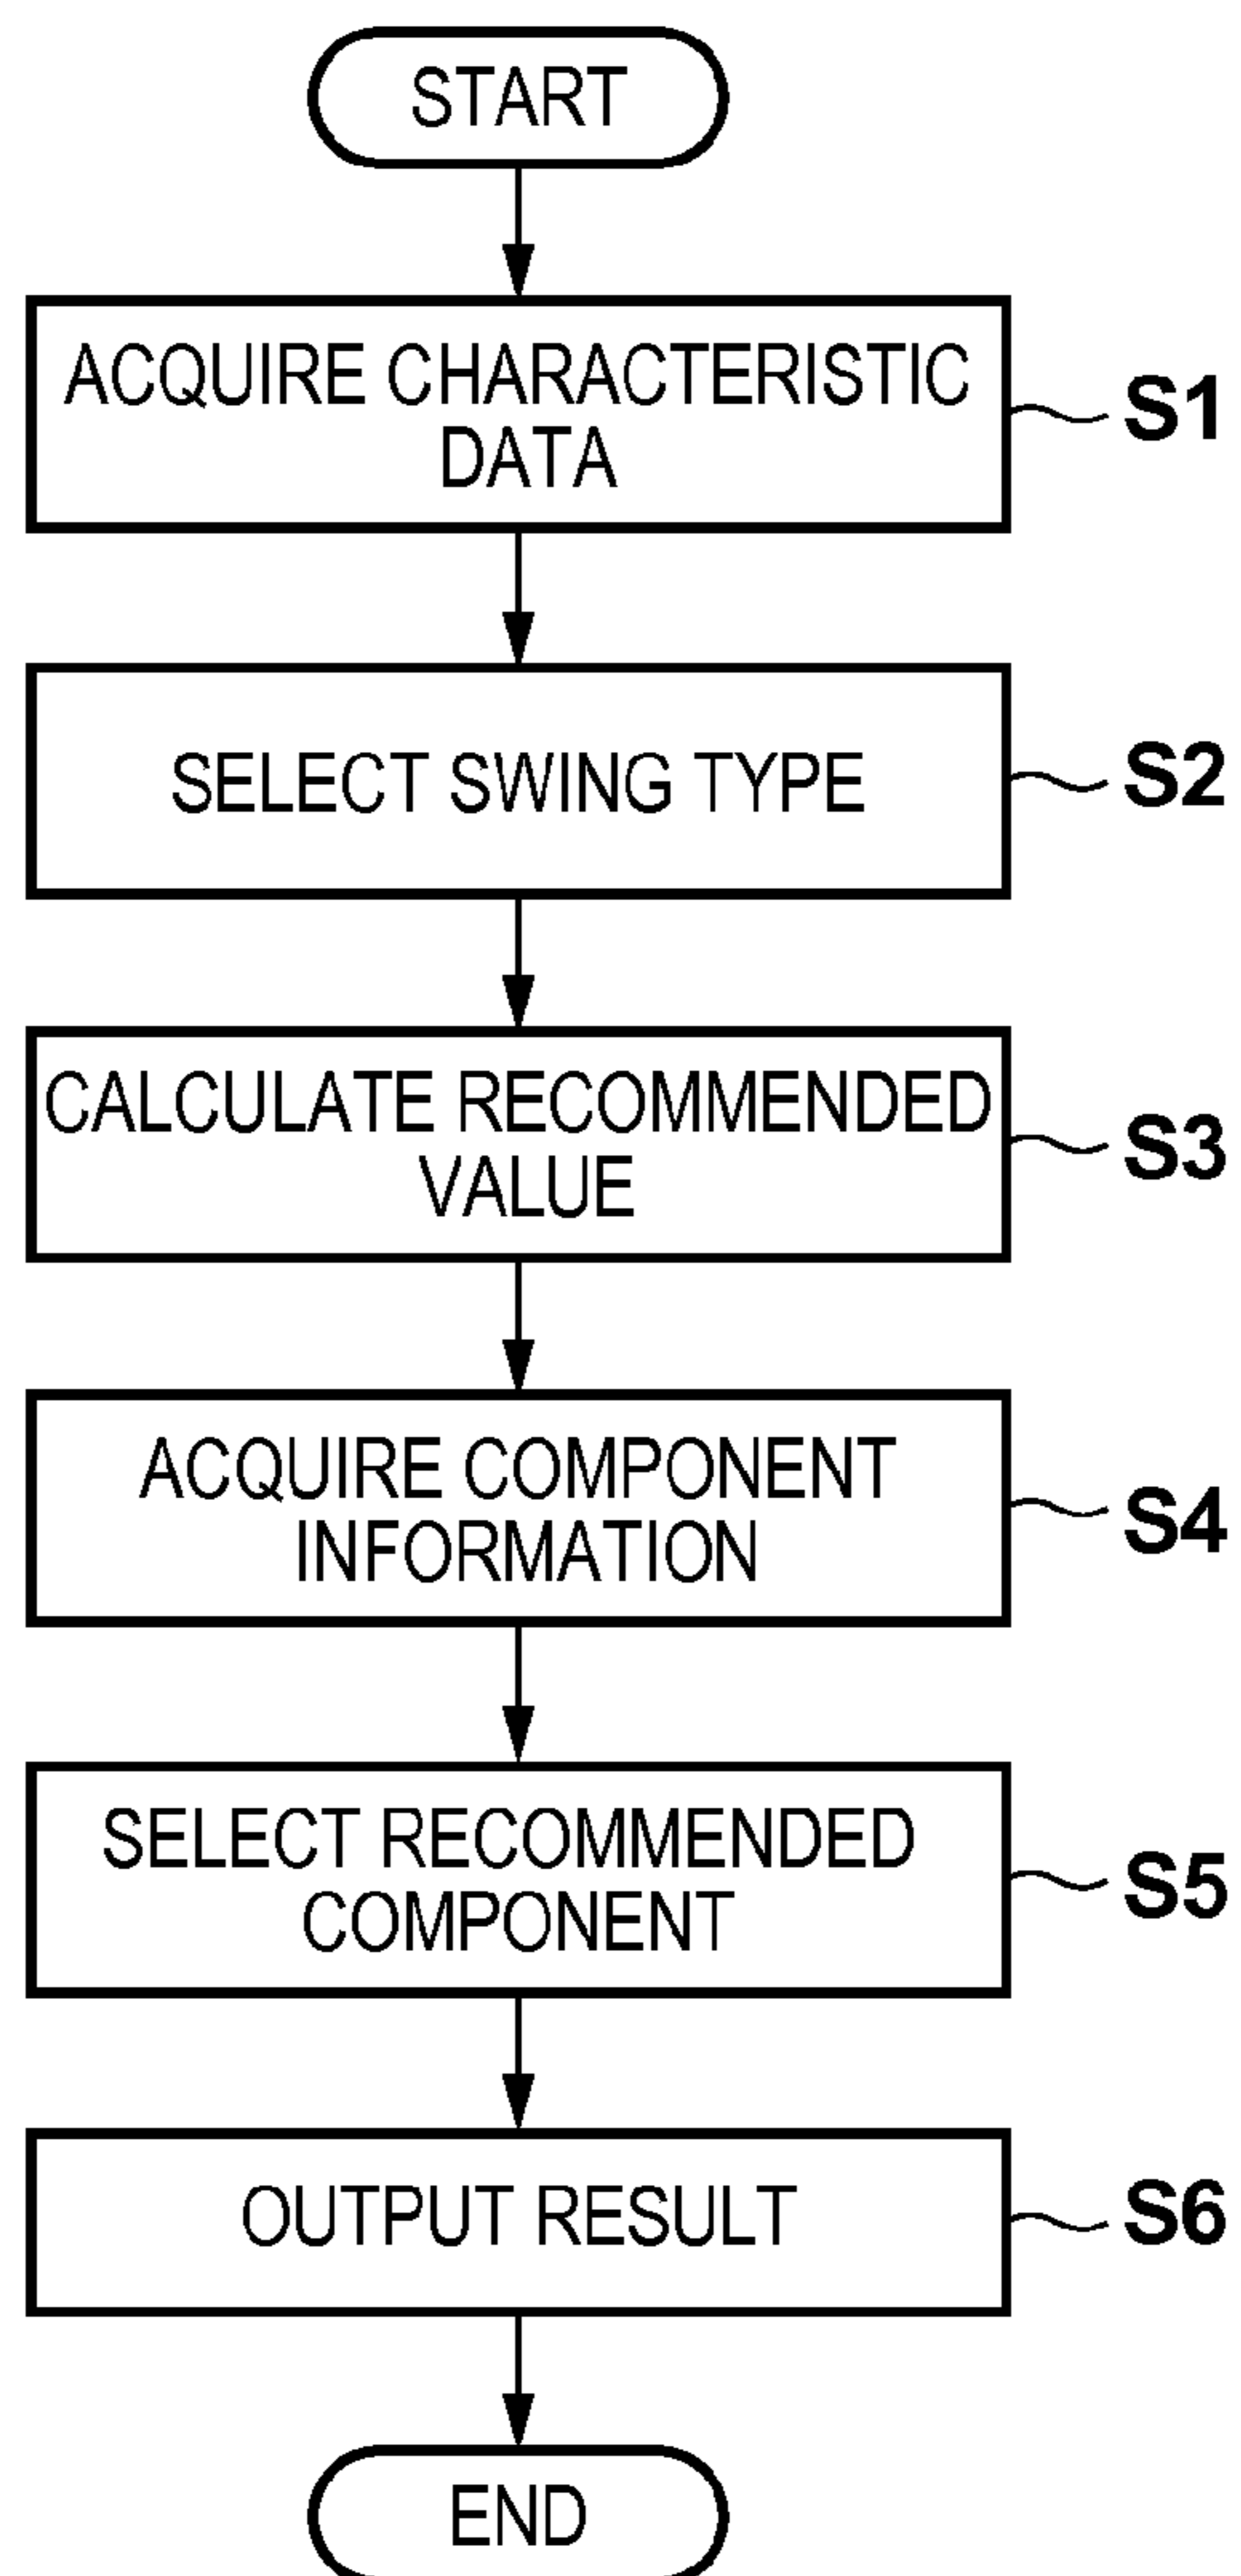 START
ACQUIRE CHARACTERISTIC
DATA
S1
SELECT SWING TYPE
S2
CALCULATE RECOMMENDED
VALUE
S3
ACQUIRE COMPONENT
INFORMATION
S4
SELECT RECOMMENDED
COMPONENT
S5
OUTPUT RESULT
S6
END